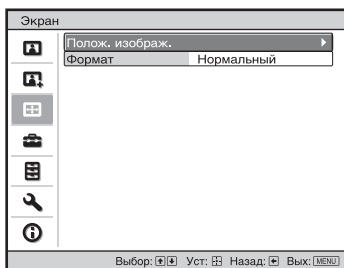 Экран
Полож. изображ.
Формат Нормальный
Выбор: Уст: Назад: Вых: MENU